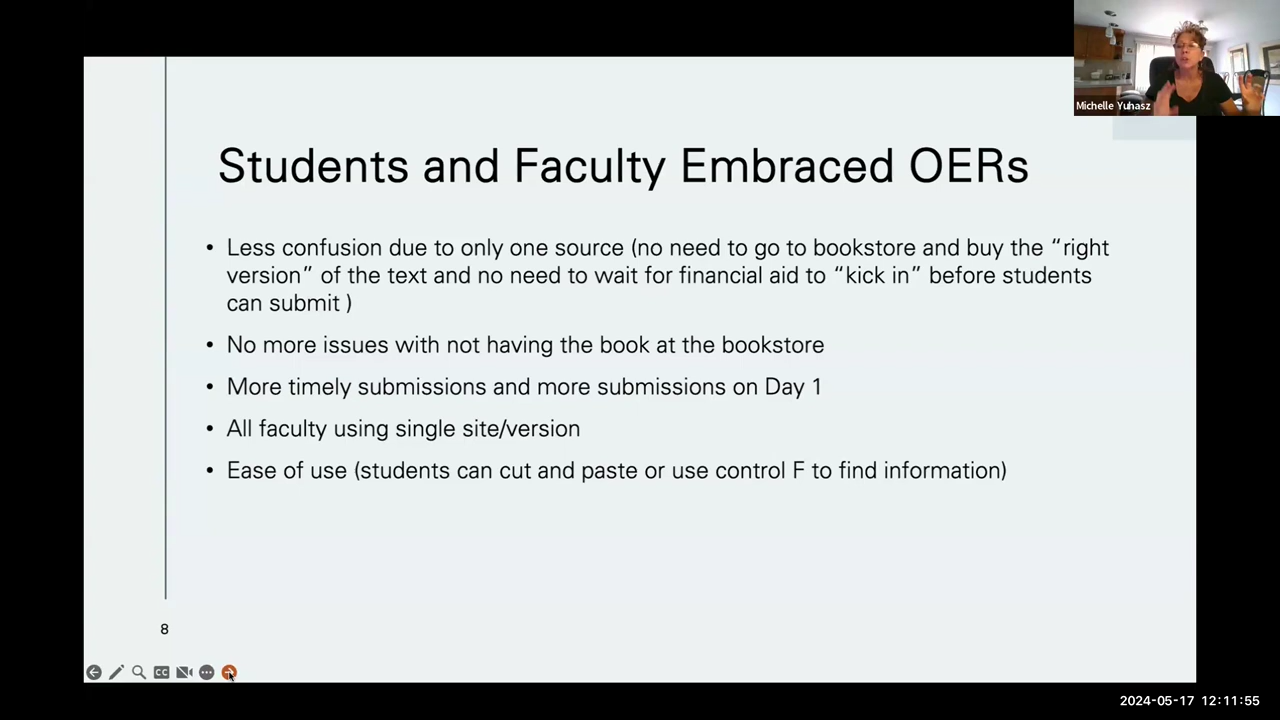 Michelle Yuhasz
Students and Faculty Embraced OERs
• Less confusion due to only one source (no need to go to bookstore and buy the “right
version” of the text and no need to wait for financial aid to “kick in” before students
can submit )
• No more issues with not having the book at the bookstore
• More timely submissions and more submissions on Day 1
• All faculty using single site/version
• Ease of use (students can cut and paste or use control F to find information)
8
CC
2024-05-17 12:11:55